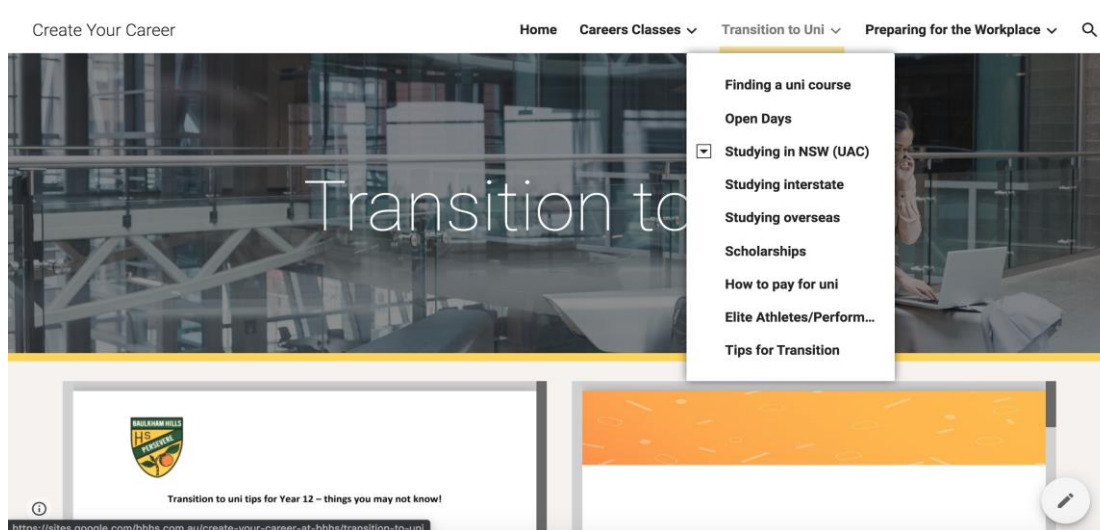 Create Your Career
Home Careers Classes Transition to Uni Preparing for the Workplace
Finding a uni course
Open Days
Studying in NSW (UAC)
Studying interstate
Studying overseas
Scholarships
How to pay for uni
Elite Athletes/Perform...
Tips for Transition
Transition to
BAULKHAM HILLS
HS
PERSEVERE
Transition to uni tips for Year 12 – things you may not know!
https://sites.google.com/bhhs.com.au/create-your-career-at-bhhs/transition-to-uni